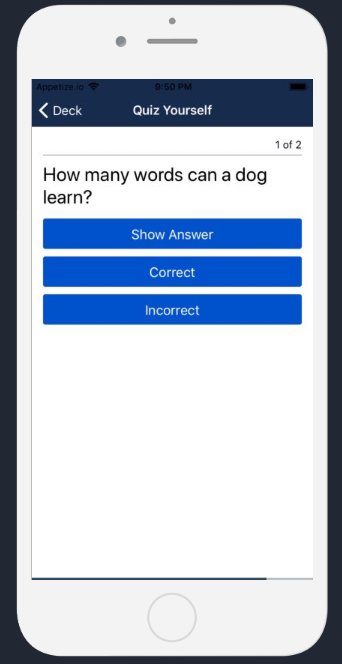 Appetize.io 9:50 PM
Deck Quiz Yourself
1 of 2
How many words can a dog
learn?
Show Answer
Correct
Incorrect